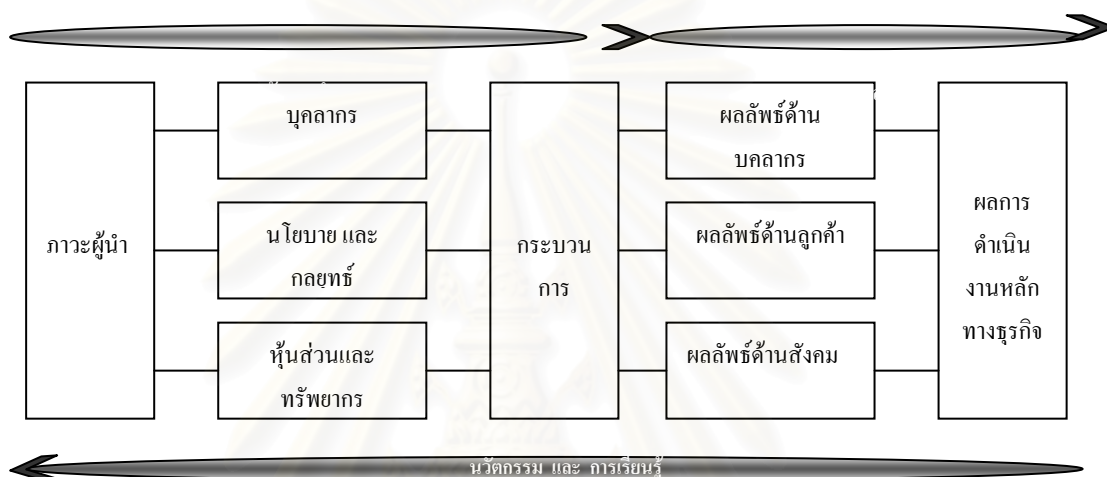 ภาวะผู้นำ
บุคลากร
นโยบาย และ
กลยุทธ์
หุ้นส่วนและ
ทรัพยากร
กระบวน
การ
ผลลัพธ์ด้าน
บคลากร
ผลลัพธ์ด้านลูกค้า
ผลลัพธ์ด้านสังคม
ผลการ
ดำเนิน
งานหลัก
ทางธุรกิจ
นวัตกรรม และ การเรียนรู้